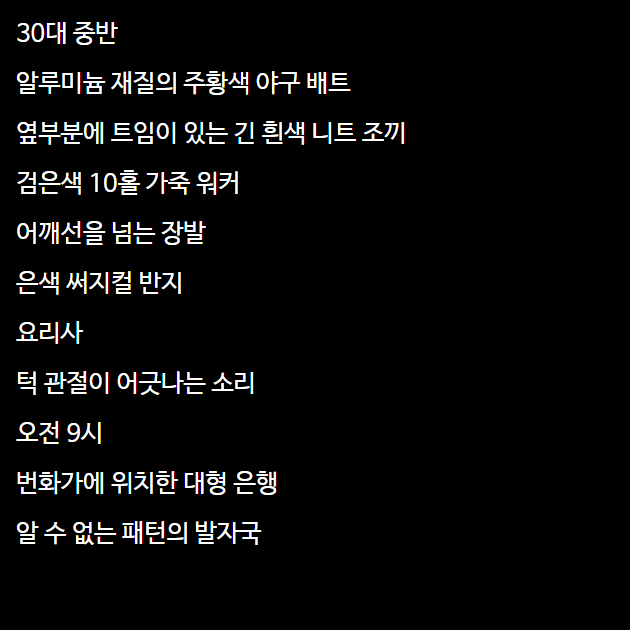 30대 중반
알루미늄 재질의 주황색 야구 배트
옆부분에 트임이 있는 긴 흰색 니트 조끼
검은색 10홀 가죽 워커
어깨선을 넘는 장발
은색 써지컬 반지
요리사
턱 관절이 어긋나는 소리
오전 9시
번화가에 위치한 대형 은행
알 수 없는 패턴의 발자국